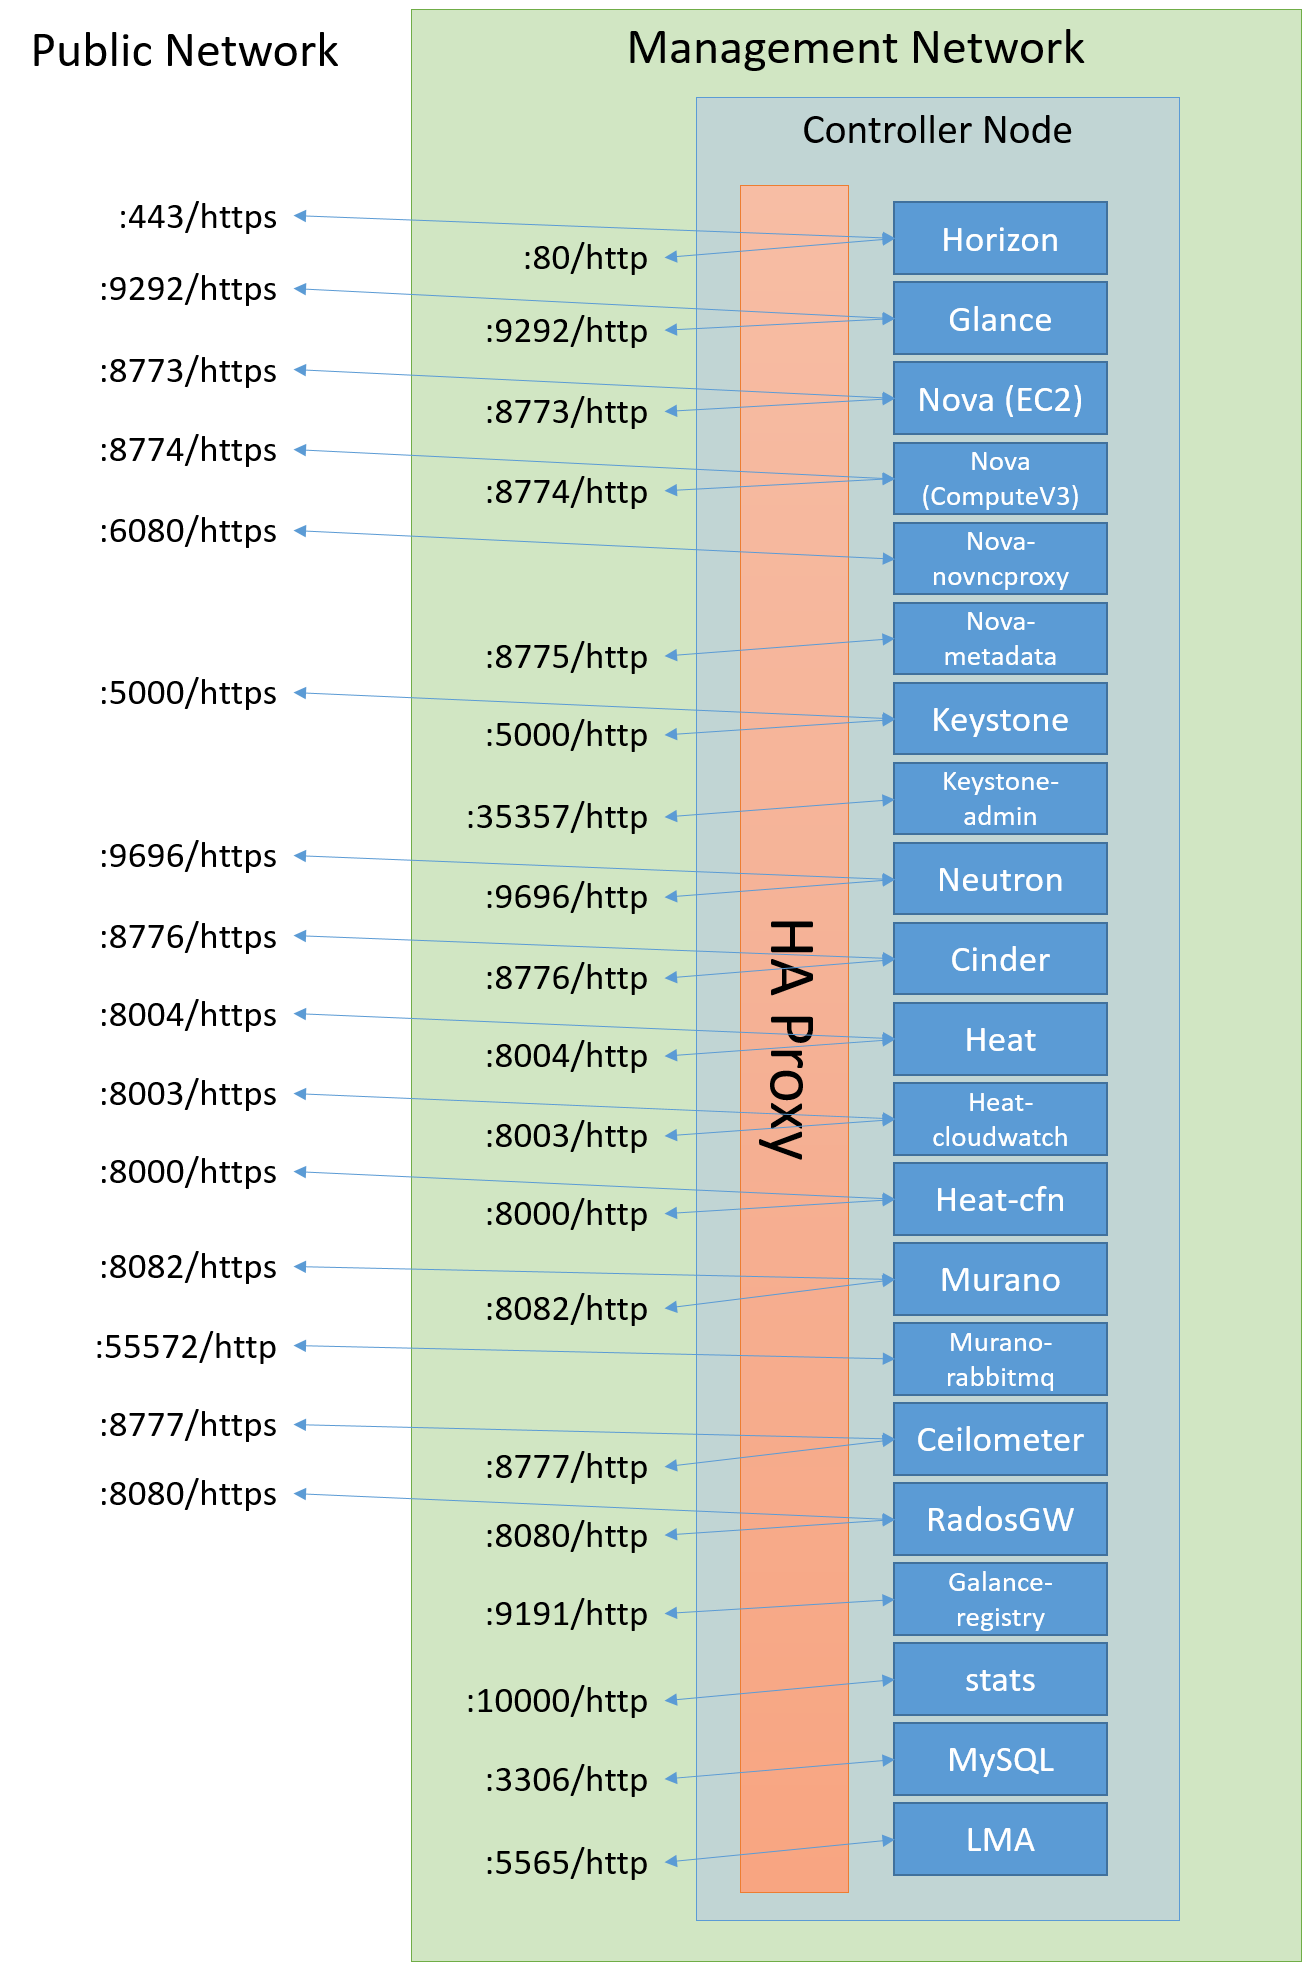 Public Network
Management Network
Controller Node
:443/https
:80/http
Horizon
:9292/https
:9292/http
Glance
:8773/https
:8773/http
Nova (EC2)
:8774/https
:8774/http
Nova
(ComputeV3)
:6080/https
Nova-
novncproxy
:8775/http
Nova-
metadata
:5000/https
:5000/http
Keystone
:35357/http
Keystone-
admin
:9696/https
:9696/http
Neutron
HA Proxy
:8776/https
:8776/http
Cinder
:8004/https
:8004/http
Heat
:8003/https
:8003/http
Heat-
cloudwatch
:8000/https
:8000/http
Heat-cfn
:8082/https
:8082/http
Murano
:55572/http
Murano-
rabbitmq
:8777/https
:8777/http
Ceilometer
:8080/https
:8080/http
RadosGW
:9191/http
Galance-
registry
:10000/http
stats
:3306/http
MySQL
:5565/http
LMA